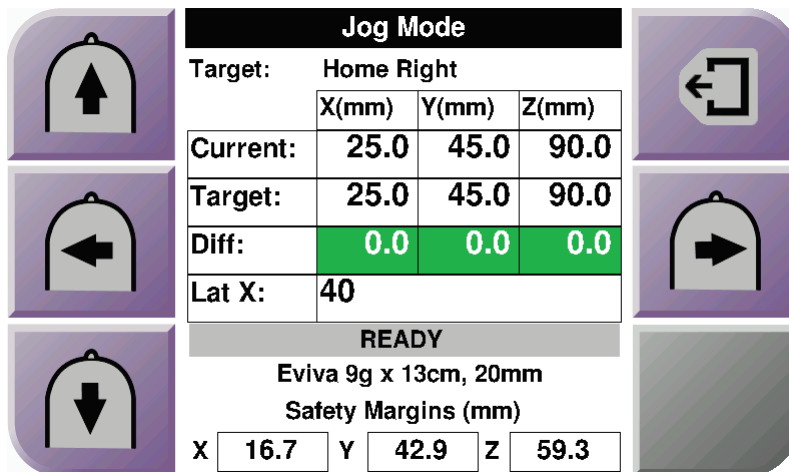 Jog Mode
Target: Home Right
X(mm) Y(mm) Z(mm)
Current: 25.0 45.0 90.0
Target: 25.0 45.0 90.0
Diff: 0.0 0.0 0.0
Lat X: 40
READY
Eviva 9g x 13cm, 20mm
Safety Margins (mm)
X 16.7 Y 42.9 Z 59.3